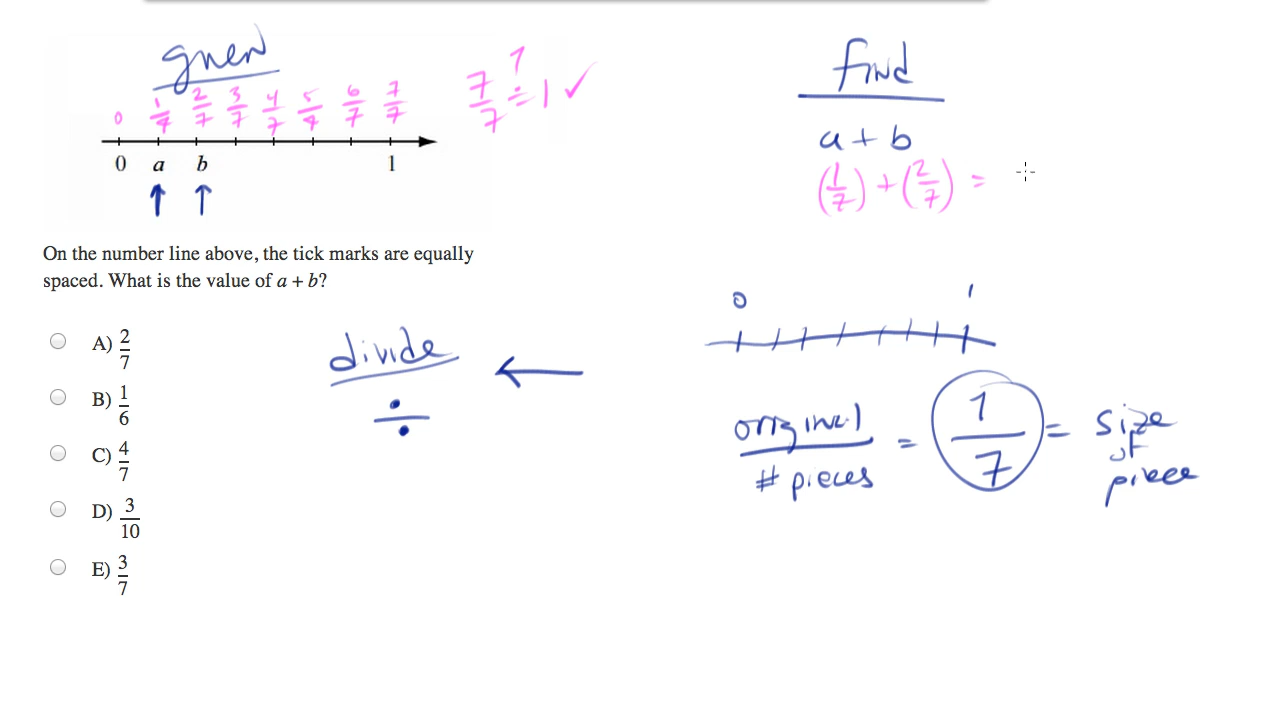 given
0 1/7 2/7 3/7 4/7 5/7 6/7 7/7
7/7 ?= 1 ✓
0 a b 1
↑ ↑
On the number line above, the tick marks are equally
spaced. What is the value of a + b?
A) 2/7
B) 1/6
C) 4/7
D) 3/10
E) 3/7
divide
÷
←
find
a + b
(1/7) + (2/7) =
0 1
original / # pieces = 1/7 = size
of
piece